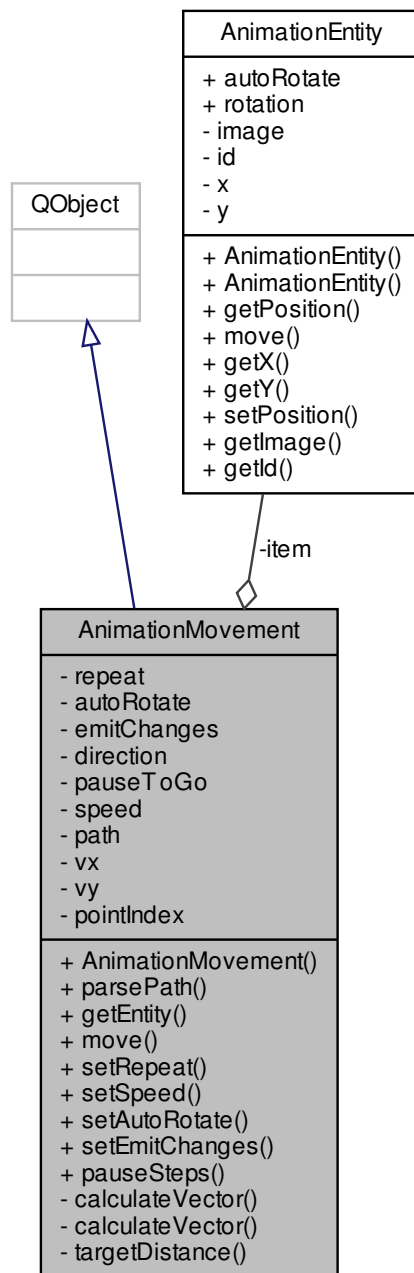 AnimationEntity
+ autoRotate
+ rotation
- image
- id
- x
- y
+ AnimationEntity()
+ AnimationEntity()
+ getPosition()
+ move()
+ getX()
+ getY()
+ setPosition()
+ getImage()
+ getId()
QObject
-item
AnimationMovement
- repeat
- autoRotate
- emitChanges
- direction
- pauseToGo
- speed
- path
- vx
- vy
- pointIndex
+ AnimationMovement()
+ parsePath()
+ getEntity()
+ move()
+ setRepeat()
+ setSpeed()
+ setAutoRotate()
+ setEmitChanges()
+ pauseSteps()
- calculateVector()
- calculateVector()
- targetDistance()